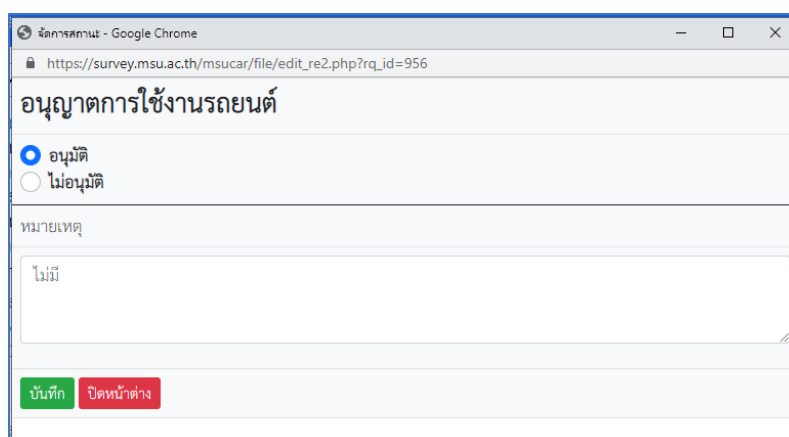 จัดการสถานะ - Google Chrome
https://survey.msu.ac.th/msucar/file/edit_re2.php?rq_id=956
อนุญาตการใช้งานรถยนต์
อนุมัติ
ไม่อนุมัติ
หมายเหตุ
ไม่มี
บันทึก ปิดหน้าต่าง